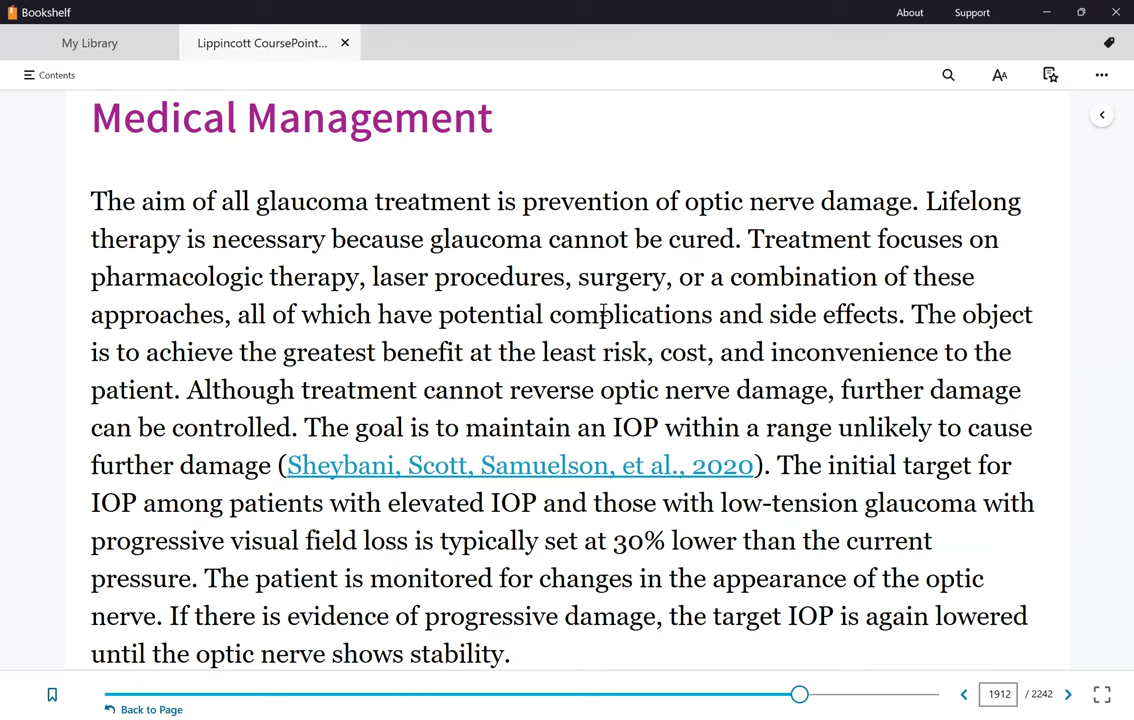 Bookshelf
About
Support
My Library
Lippincott CoursePoint...
Contents
AA
Medical Management
The aim of all glaucoma treatment is prevention of optic nerve damage. Lifelong
therapy is necessary because glaucoma cannot be cured. Treatment focuses on
pharmacologic therapy, laser procedures, surgery, or a combination of these
approaches, all of which have potential complications and side effects. The object
is to achieve the greatest benefit at the least risk, cost, and inconvenience to the
patient. Although treatment cannot reverse optic nerve damage, further damage
can be controlled. The goal is to maintain an IOP within a range unlikely to cause
further damage (Sheybani, Scott, Samuelson, et al., 2020). The initial target for
IOP among patients with elevated IOP and those with low-tension glaucoma with
progressive visual field loss is typically set at 30% lower than the current
pressure. The patient is monitored for changes in the appearance of the optic
nerve. If there is evidence of progressive damage, the target IOP is again lowered
until the optic nerve shows stability.
1912 / 2242
Back to Page